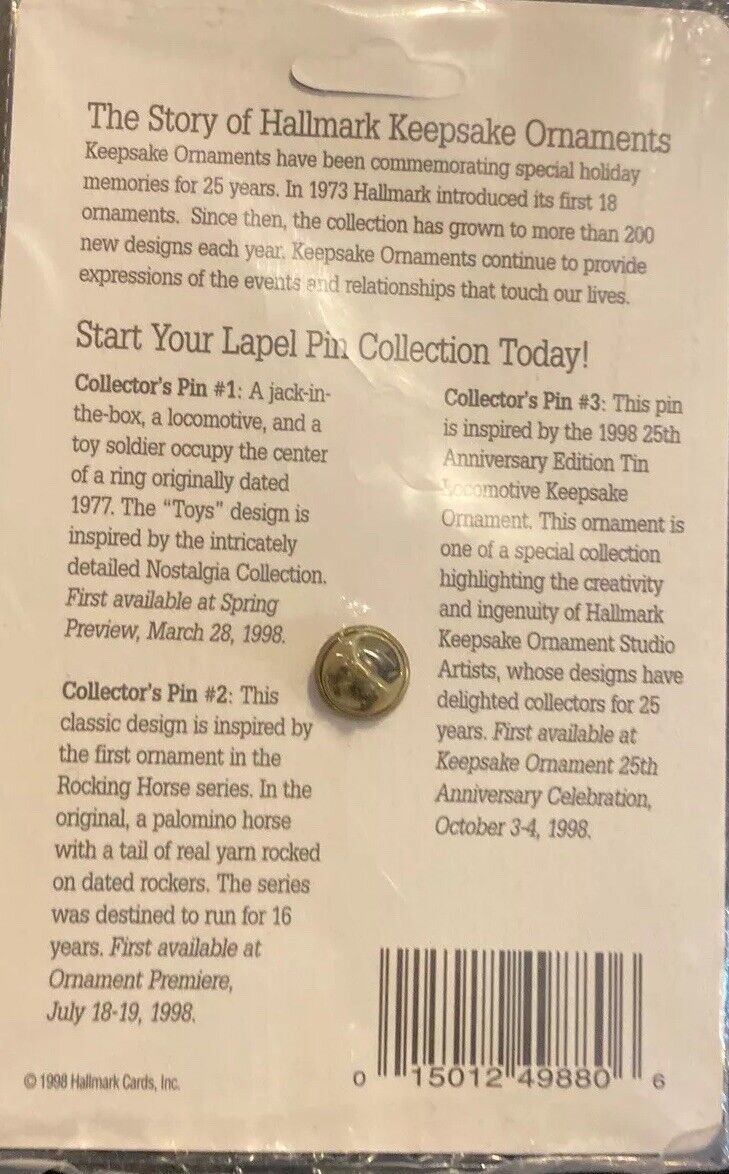 The Story of Hallmark Keepsake Ornaments
Keepsake Ornaments have been commemorating special holiday
memories for 25 years. In 1973 Hallmark introduced its first 18
ornaments. Since then, the collection has grown to more than 200
new designs each year. Keepsake Ornaments continue to provide
expressions of the events and relationships that touch our lives.
Start Your Lapel Pin Collection Today!
Collector's Pin #1: A jack-in-
the-box, a locomotive, and a
toy soldier occupy the center
of a ring originally dated
1977. The "Toys" design is
inspired by the intricately
detailed Nostalgia Collection.
First available at Spring
Preview, March 28, 1998.
Collector's Pin #2: This
classic design is inspired by
the first ornament in the
Rocking Horse series. In the
original, a palomino horse
with a tail of real yarn rocked
on dated rockers. The series
was destined to run for 16
years. First available at
Ornament Premiere,
July 18-19, 1998.
Collector's Pin #3: This pin
is inspired by the 1998 25th
Anniversary Edition Tin
Locomotive Keepsake
Ornament. This ornament is
one of a special collection
highlighting the creativity
and ingenuity of Hallmark
Keepsake Ornament Studio
Artists, whose designs have
delighted collectors for 25
years. First available at
Keepsake Ornament 25th
Anniversary Celebration,
October 3-4, 1998.
© 1998 Hallmark Cards, Inc.
0 15012 49880 6